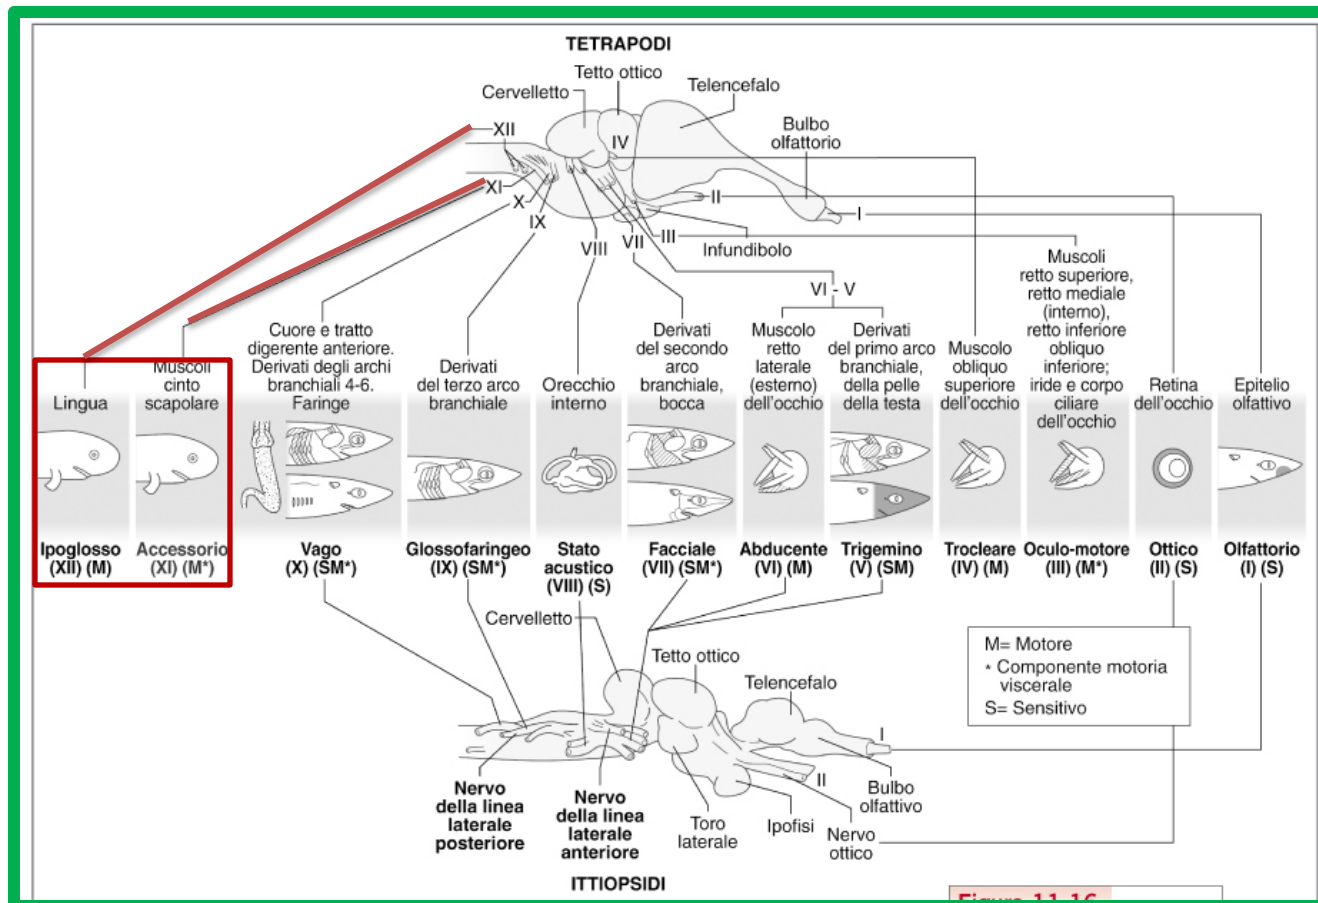 TETRAPODI
Tetto ottico
Cervelletto
Telencefalo
XII
IV
Bulbo
olfattorio
XI
X
IX
II
I
VIII
VII
III
Infundibolo
VI - V
Lingua
Muscoli
cinto
scapolare
Cuore e tratto
digerente anteriore.
Derivati degli archi
branchiali 4-6.
Faringe
Derivati
del terzo arco
branchiale
Orecchio
interno
Derivati
del secondo
arco
branchiale,
bocca
Muscolo
retto
laterale
(esterno)
dell'occhio
Derivati
del primo arco
branchiale,
della pelle
della testa
Muscolo
obliquo
superiore
dell'occhio
Muscoli
retto superiore,
retto mediale
(interno),
retto inferiore
obliquo
inferiore;
iride e corpo
ciliare
dell'occhio
Retina
dell'occhio
Epitelio
olfattivo
Ipoglosso
(XII) (M)
Accessorio
(XI) (M*)
Vago
(X) (SM*)
Glossofaringeo
(IX) (SM*)
Stato
acustico
(VIII) (S)
Facciale
(VII) (SM*)
Abducente
(VI) (M)
Trigemino
(V) (SM)
Trocleare
(IV) (M)
Oculo-motore
(III) (M*)
Ottico
(II) (S)
Olfattorio
(I) (S)
Cervelletto
Tetto ottico
Telencefalo
M= Motore
* Componente motoria
viscerale
S= Sensitivo
I
II
Nervo
della linea
laterale
posteriore
Nervo
della linea
laterale
anteriore
Toro
laterale
Ipofisi
Nervo
ottico
Bulbo
olfattivo
ITTIOPSIDI
Figura 11-16